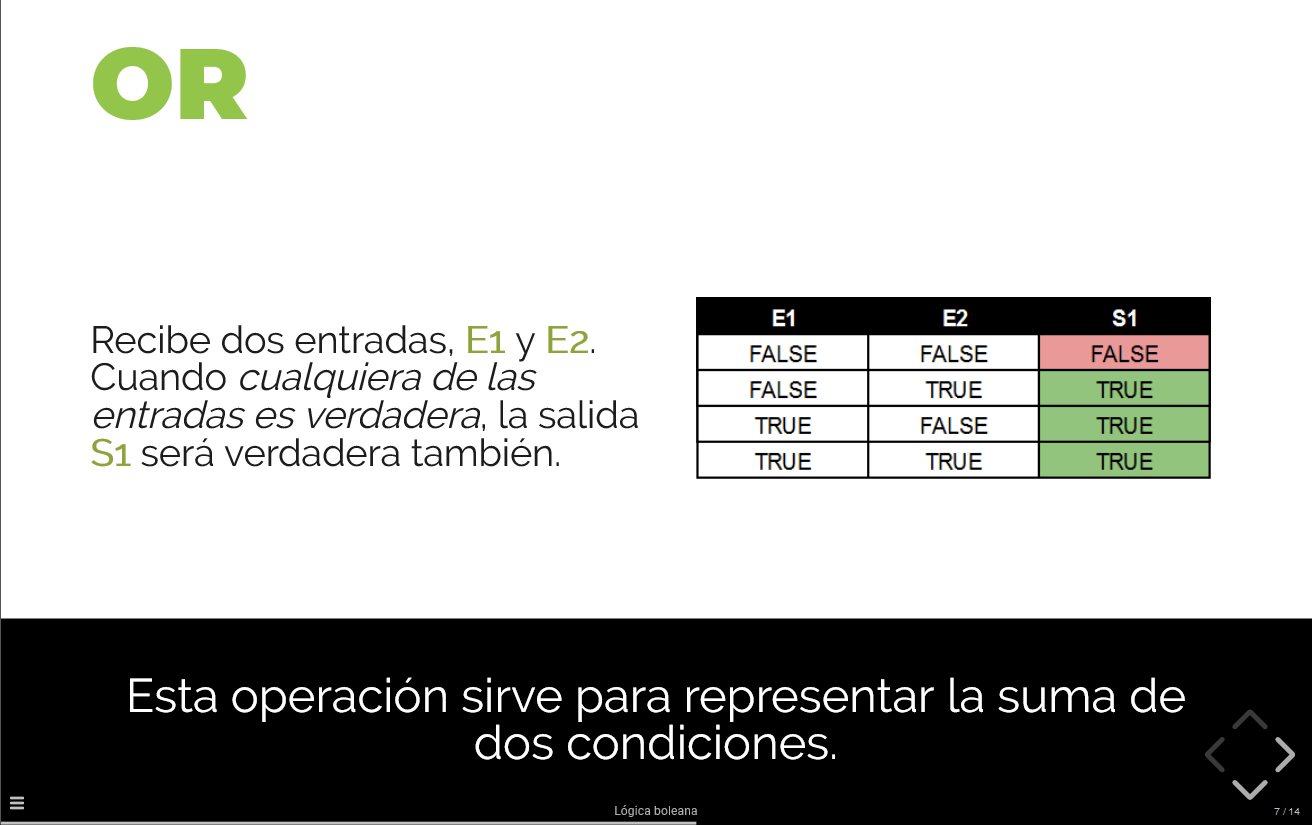 OR
Recibe dos entradas, E1 y E2.
Cuando cualquiera de las
entradas es verdadera, la salida
S1 será verdadera también.
E1 E2 S1
FALSE FALSE FALSE
FALSE TRUE TRUE
TRUE FALSE TRUE
TRUE TRUE TRUE
Esta operación sirve para representar la suma de
dos condiciones.
Lógica boleana
7 / 14